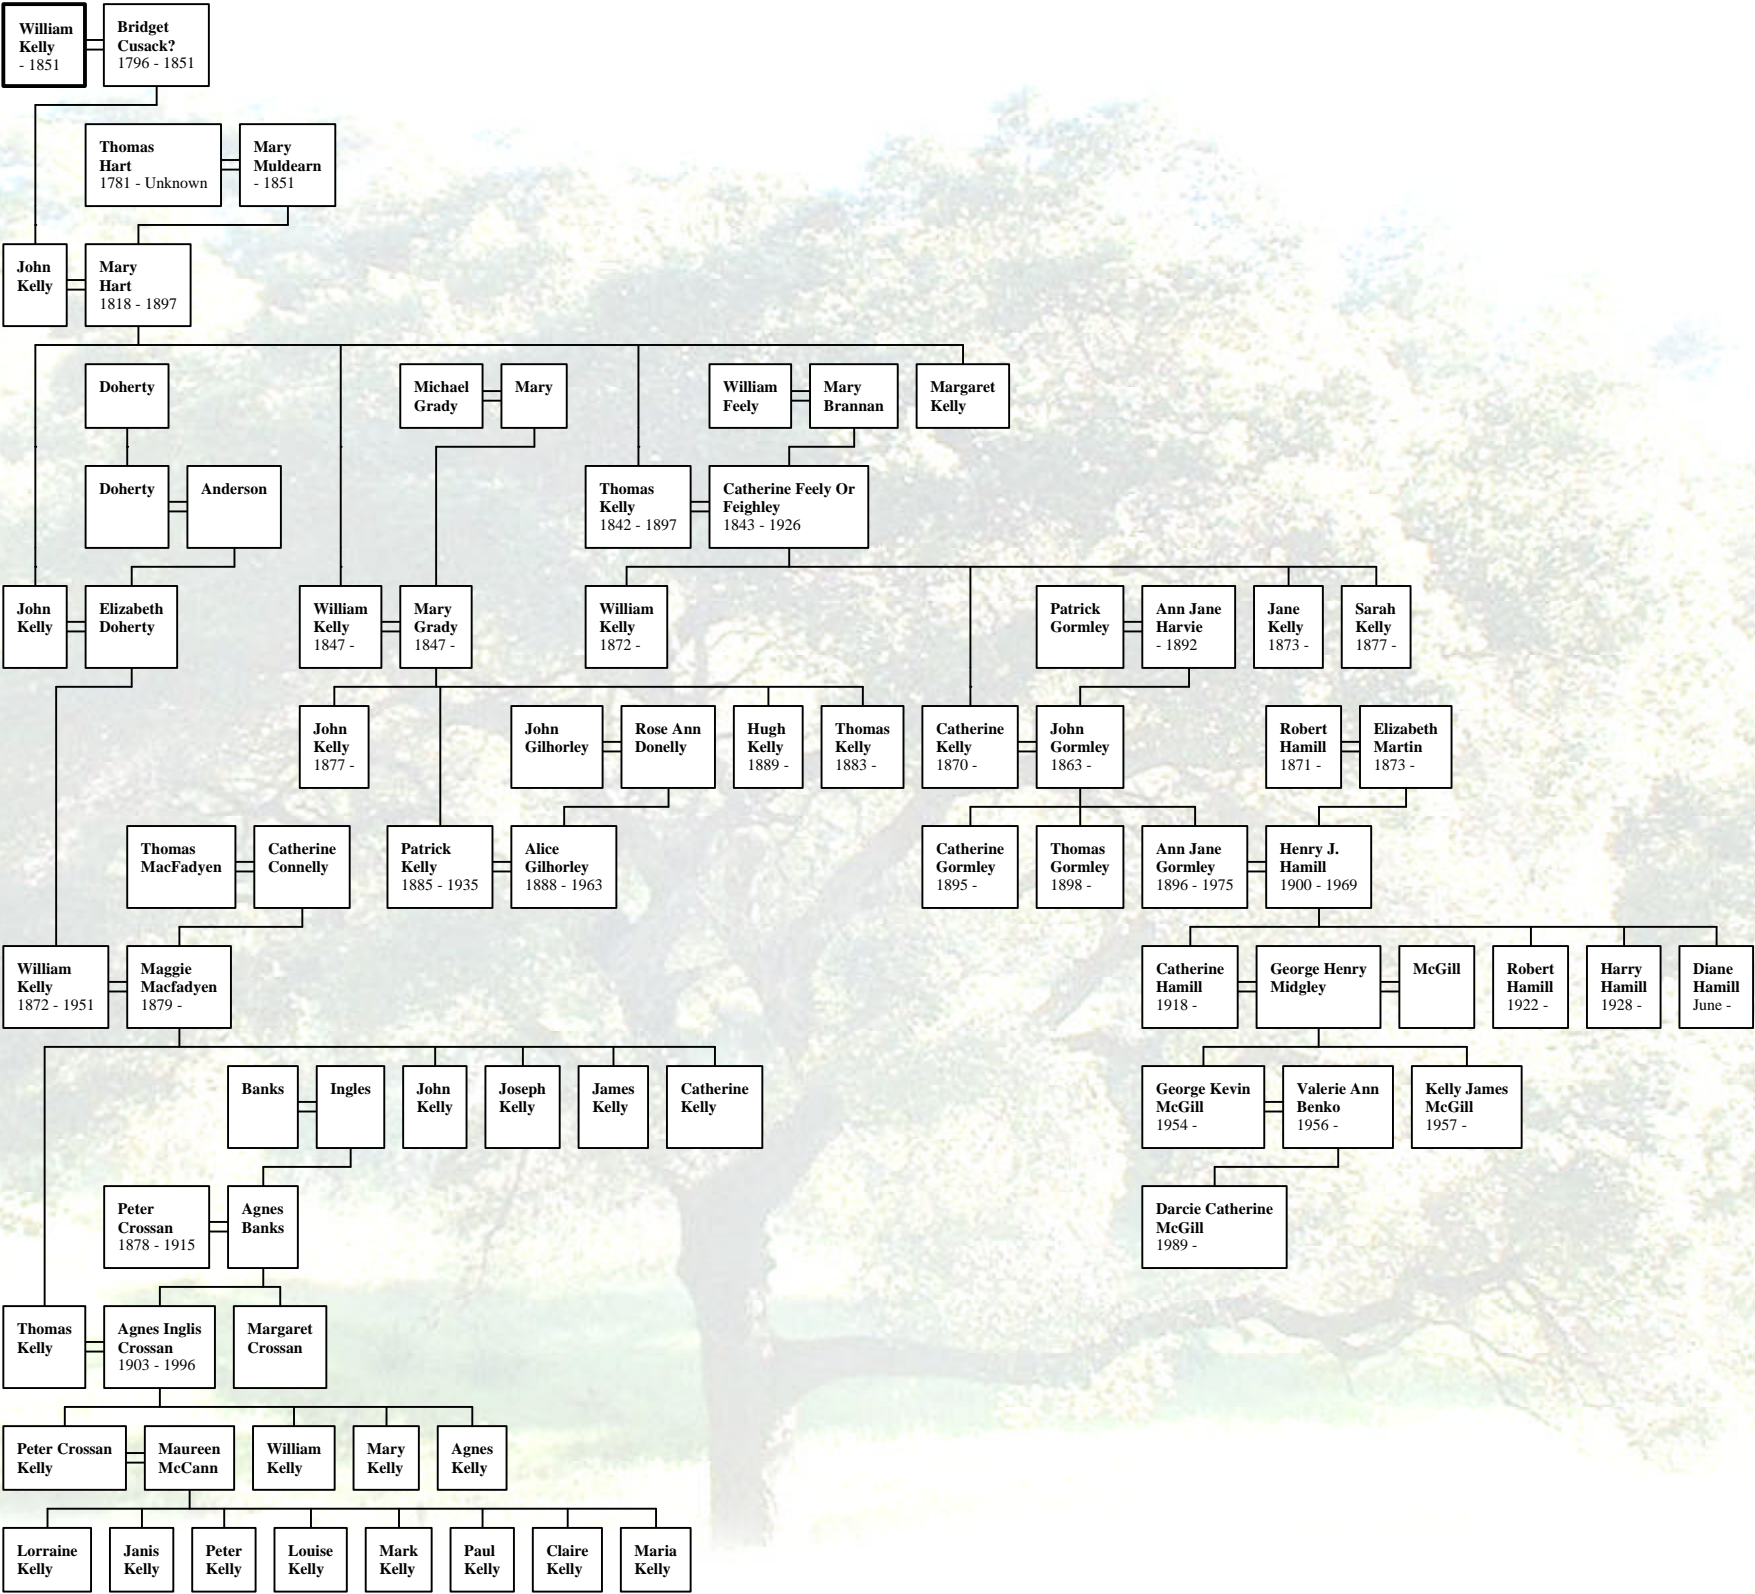 William
Kelly
- 1851
Bridget
Cusack?
1796 - 1851
Thomas
Hart
1781 - Unknown
Mary
Muldearn
- 1851
John
Kelly
Mary
Hart
1818 - 1897
Doherty
Michael
Grady
Mary
William
Feely
Mary
Brannan
Margaret
Kelly
Doherty
Anderson
Thomas
Kelly
1842 - 1897
Catherine Feely Or
Feighley
1843 - 1926
John
Kelly
Elizabeth
Doherty
William
Kelly
1847 -
Mary
Grady
1847 -
William
Kelly
1872 -
Patrick
Gormley
Ann Jane
Harvie
- 1892
Jane
Kelly
1873 -
Sarah
Kelly
1877 -
John
Kelly
1877 -
John
Gilhorley
Rose Ann
Donelly
Hugh
Kelly
1889 -
Thomas
Kelly
1883 -
Catherine
Kelly
1870 -
John
Gormley
1863 -
Robert
Hamill
1871 -
Elizabeth
Martin
1873 -
Thomas
MacFadyen
Catherine
Connelly
Patrick
Kelly
1885 - 1935
Alice
Gilhorley
1888 - 1963
Catherine
Gormley
1895 -
Thomas
Gormley
1898 -
Ann Jane
Gormley
1896 - 1975
Henry J.
Hamill
1900 - 1969
William
Kelly
1872 - 1951
Maggie
Macfadyen
1879 -
Catherine
Hamill
1918 -
George Henry
Midgley
McGill
Robert
Hamill
1922 -
Harry
Hamill
1928 -
Diane
Hamill
June -
Banks
Ingles
John
Kelly
Joseph
Kelly
James
Kelly
Catherine
Kelly
George Kevin
McGill
1954 -
Valerie Ann
Benko
1956 -
Kelly James
McGill
1957 -
Peter
Crossan
1878 - 1915
Agnes
Banks
Darcie Catherine
McGill
1989 -
Thomas
Kelly
Agnes Inglis
Crossan
1903 - 1996
Margaret
Crossan
Peter Crossan
Kelly
Maureen
McCann
William
Kelly
Mary
Kelly
Agnes
Kelly
Lorraine
Kelly
Janis
Kelly
Peter
Kelly
Louise
Kelly
Mark
Kelly
Paul
Kelly
Claire
Kelly
Maria
Kelly